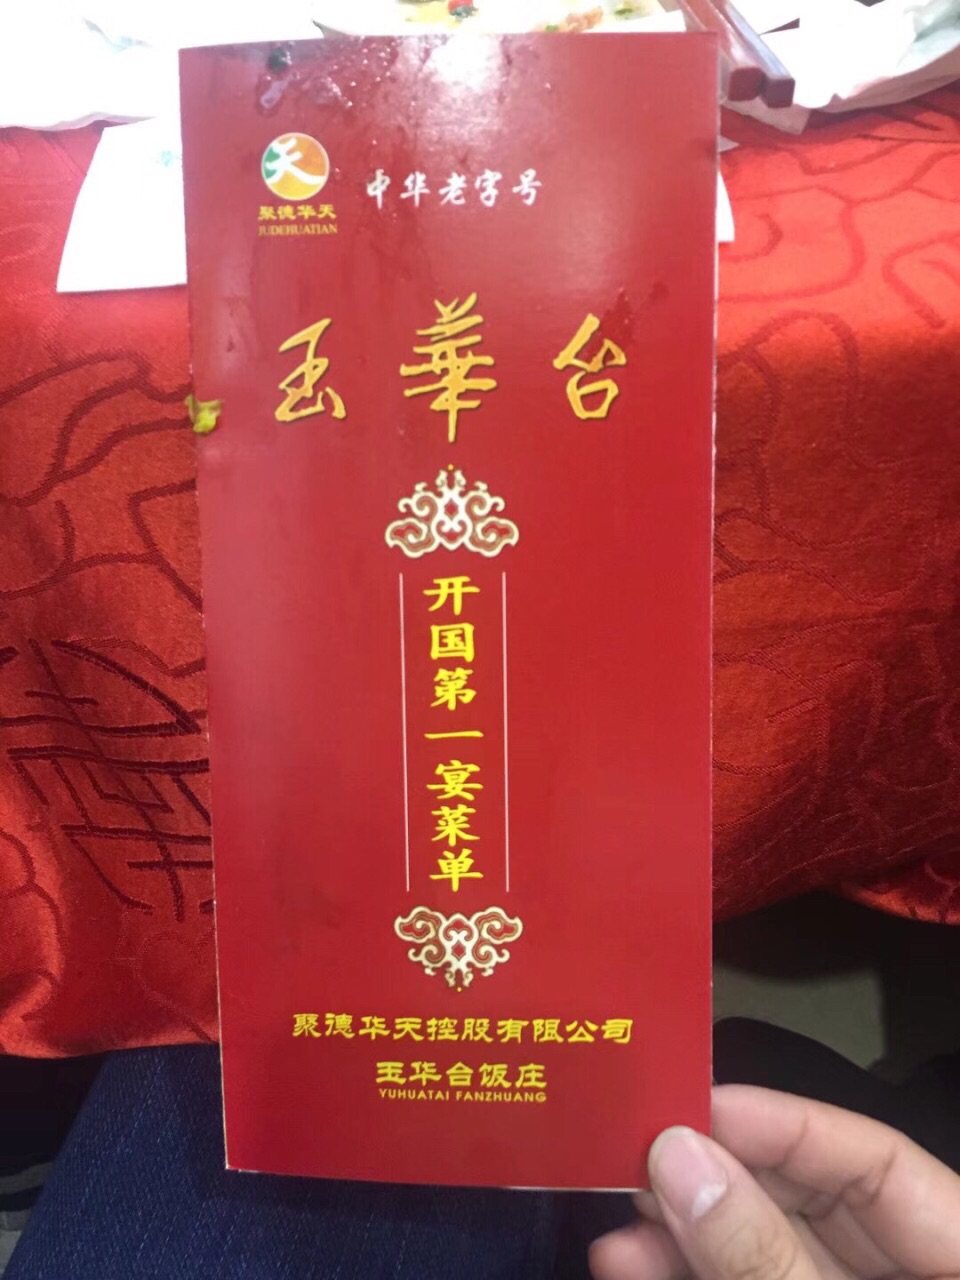 天
聚德华天
JUDEHUATIAN
中华老字号
玉華台
开国第一宴菜单
聚德华天控股有限公司
玉华台饭庄
YUHUATAI FANZHUANG